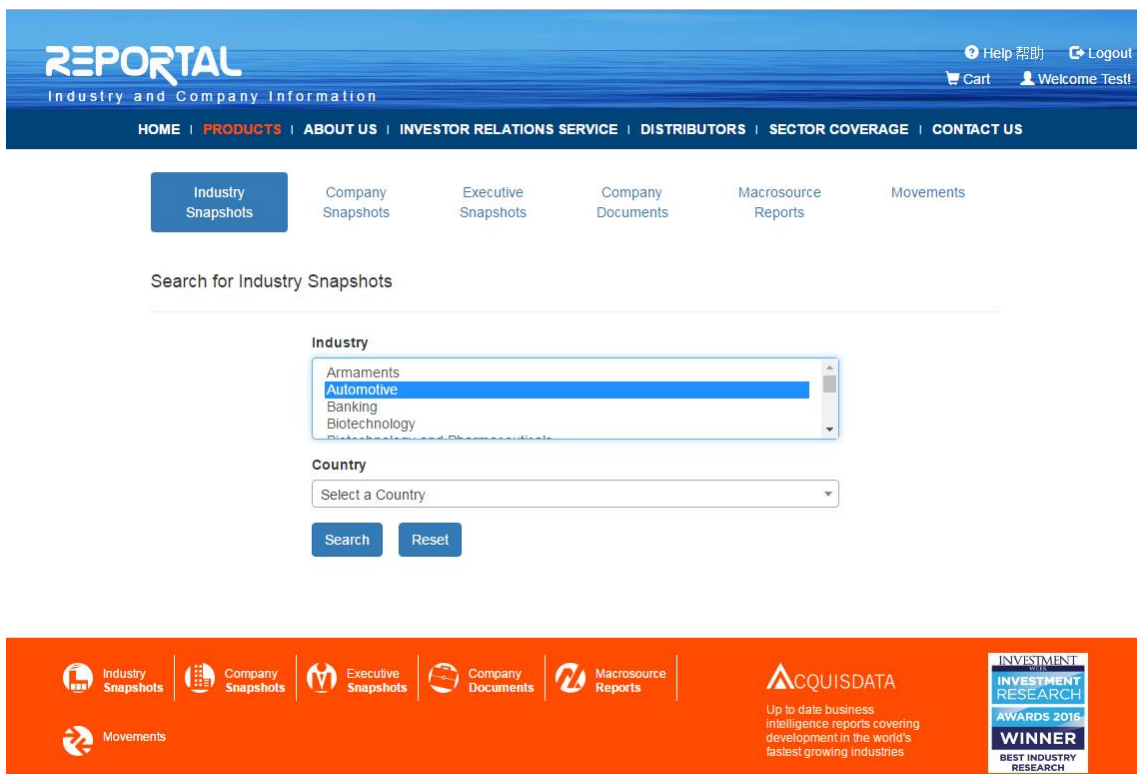 REPORTAL
Industry and Company Information
Help 帮助 Logout
Cart Welcome Test!
HOME | PRODUCTS | ABOUT US | INVESTOR RELATIONS SERVICE | DISTRIBUTORS | SECTOR COVERAGE | CONTACT US
Industry
Snapshots
Company
Snapshots
Executive
Snapshots
Company
Documents
Macrosource
Reports
Movements
Search for Industry Snapshots
Industry
Armaments
Automotive
Banking
Biotechnology
Biotechnology and Pharmaceuticals
Country
Select a Country
Search Reset
Industry
Snapshots
Company
Snapshots
Executive
Snapshots
Company
Documents
Macrosource
Reports
Movements
ACQUISDATA
Up to date business
intelligence reports covering
development in the world's
fastest growing industries
INVESTMENT
WEEK
INVESTMENT
RESEARCH
AWARDS 2016
WINNER
BEST INDUSTRY
RESEARCH